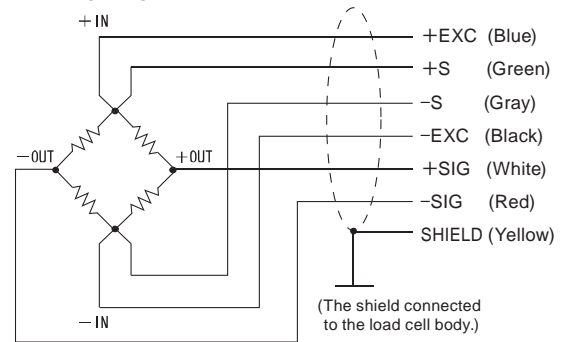 +IN
+EXC (Blue)
+S (Green)
-S (Gray)
-EXC (Black)
-OUT
+OUT
+SIG (White)
-SIG (Red)
SHIELD (Yellow)
-IN
(The shield connected
to the load cell body.)